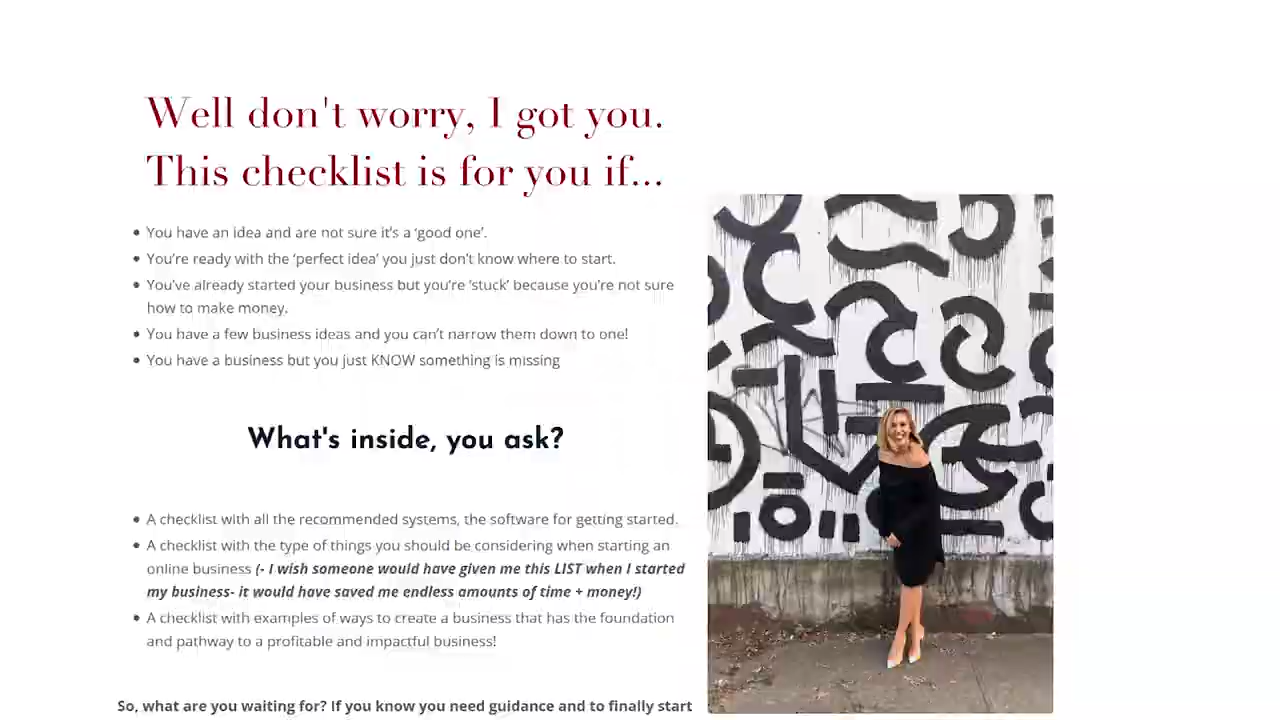 Well don't worry, I got you.
This checklist is for you if...
You have an idea and are not sure it's a ‘good one’.
You’re ready with the ‘perfect idea’ you just don’t know where to start.
You’ve already started your business but you’re ‘stuck’ because you’re not sure
how to make money.
You have a few business ideas and you can’t narrow them down to one!
You have a business but you just KNOW something is missing
What's inside, you ask?
A checklist with all the recommended systems, the software for getting started.
A checklist with the type of things you should be considering when starting an
online business (- I wish someone would have given me this LIST when I started
my business- it would have saved me endless amounts of time + money!)
A checklist with examples of ways to create a business that has the foundation
and pathway to a profitable and impactful business!
So, what are you waiting for? If you know you need guidance and to finally start